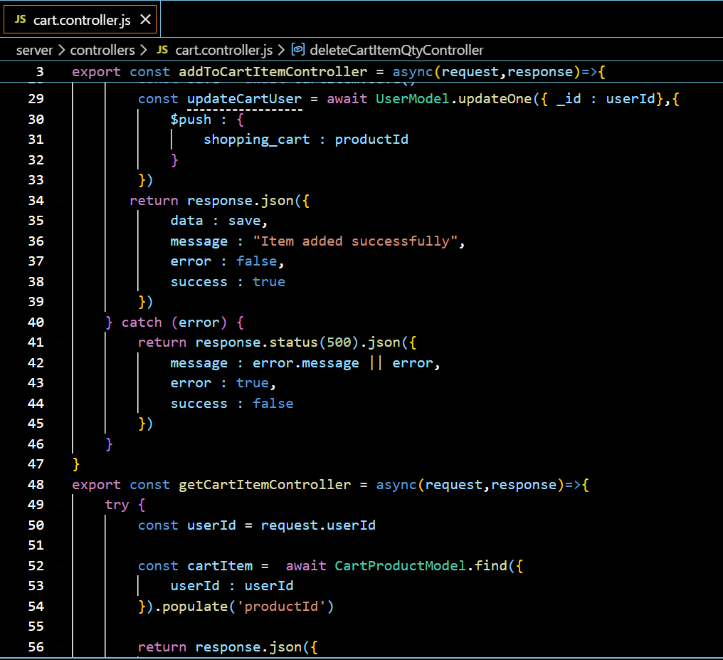 JS cart.controller.js ✕
server > controllers > JS cart.controller.js > deleteCartItemQtyController
3 export const addToCartItemController = async(request,response)=>{
29 const updateCartUser = await UserModel.updateOne({ _id : userId},{
30 $push : {
31 shopping_cart : productId
32 }
33 })
34 return response.json({
35 data : save,
36 message : "Item added successfully",
37 error : false,
38 success : true
39 })
40 } catch (error) {
41 return response.status(500).json({
42 message : error.message || error,
43 error : true,
44 success : false
45 })
46 }
47 }
48 export const getCartItemController = async(request,response)=>{
49 try {
50 const userId = request.userId
51
52 const cartItem =  await CartProductModel.find({
53 userId : userId
54 }).populate('productId')
55
56 return response.json({